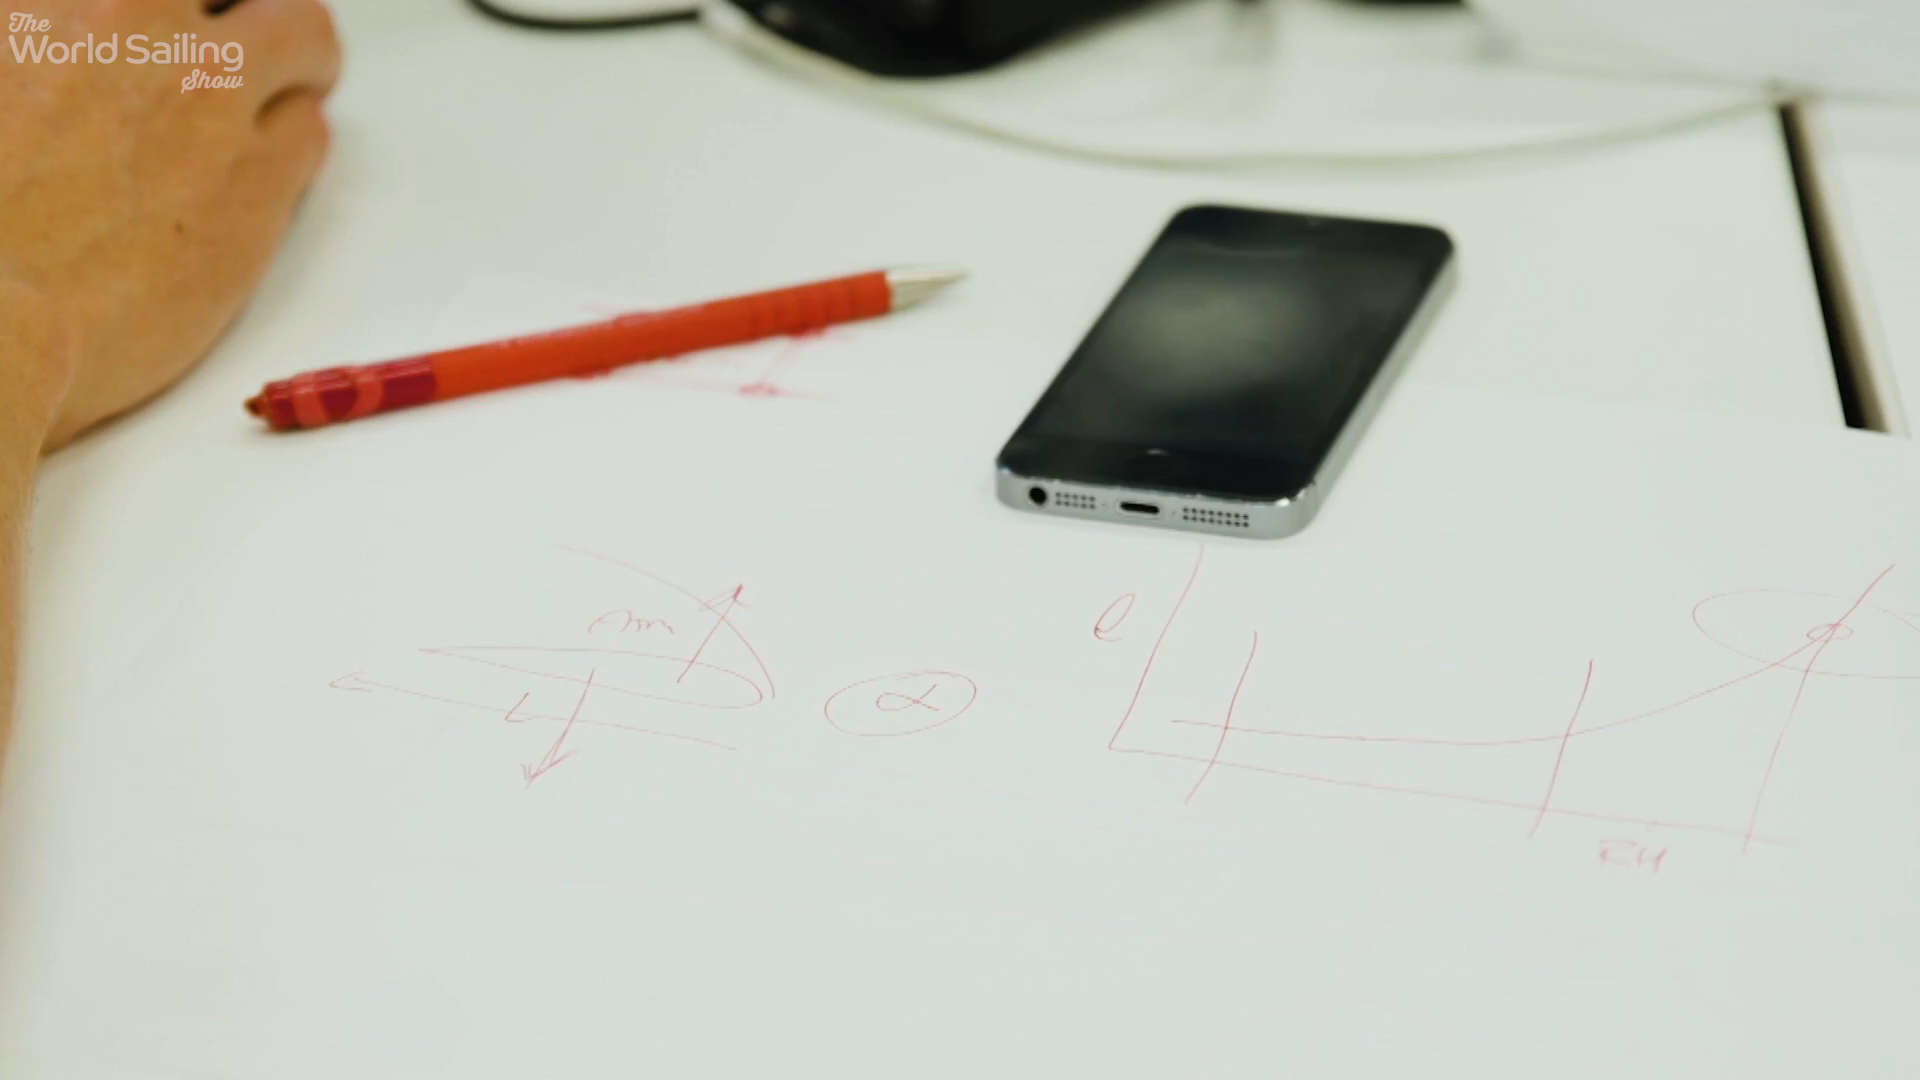 The
World Sailing
Show
L
α
l
RH